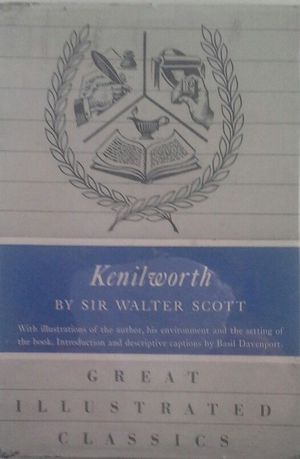 Kenilworth
BY SIR WALTER SCOTT
With illustrations of the author, his environment and the setting of
the book. Introduction and descriptive captions by Basil Davenport.
GREAT
ILLUSTRATED
CLASSICS